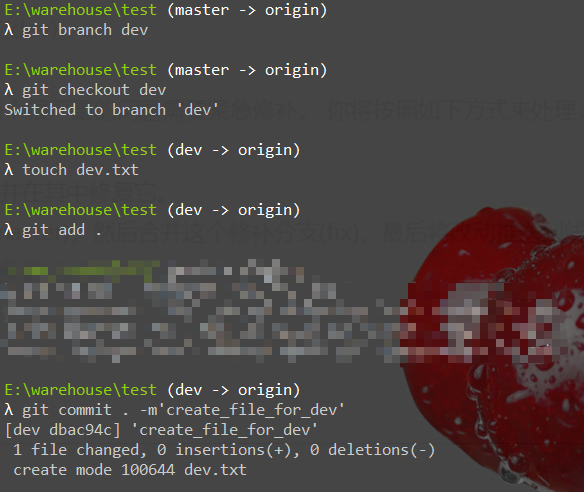 E:\warehouse\test (master -> origin)
λ git branch dev
E:\warehouse\test (master -> origin)
λ git checkout dev
Switched to branch 'dev'
E:\warehouse\test (dev -> origin)
λ touch dev.txt
E:\warehouse\test (dev -> origin)
λ git add .
E:\warehouse\test (dev -> origin)
λ git commit . -m'create_file_for_dev'
[dev dbac94c] 'create_file_for_dev'
1 file changed, 0 insertions(+), 0 deletions(-)
create mode 100644 dev.txt